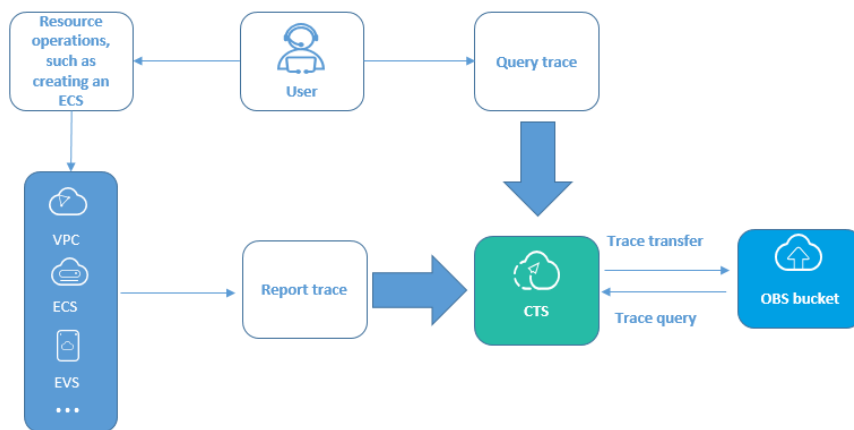 Resource
operations,
such as
creating an
ECS
User
Query trace
VPC
ECS
EVS
...
Report trace
CTS
Trace transfer
Trace query
OBS bucket